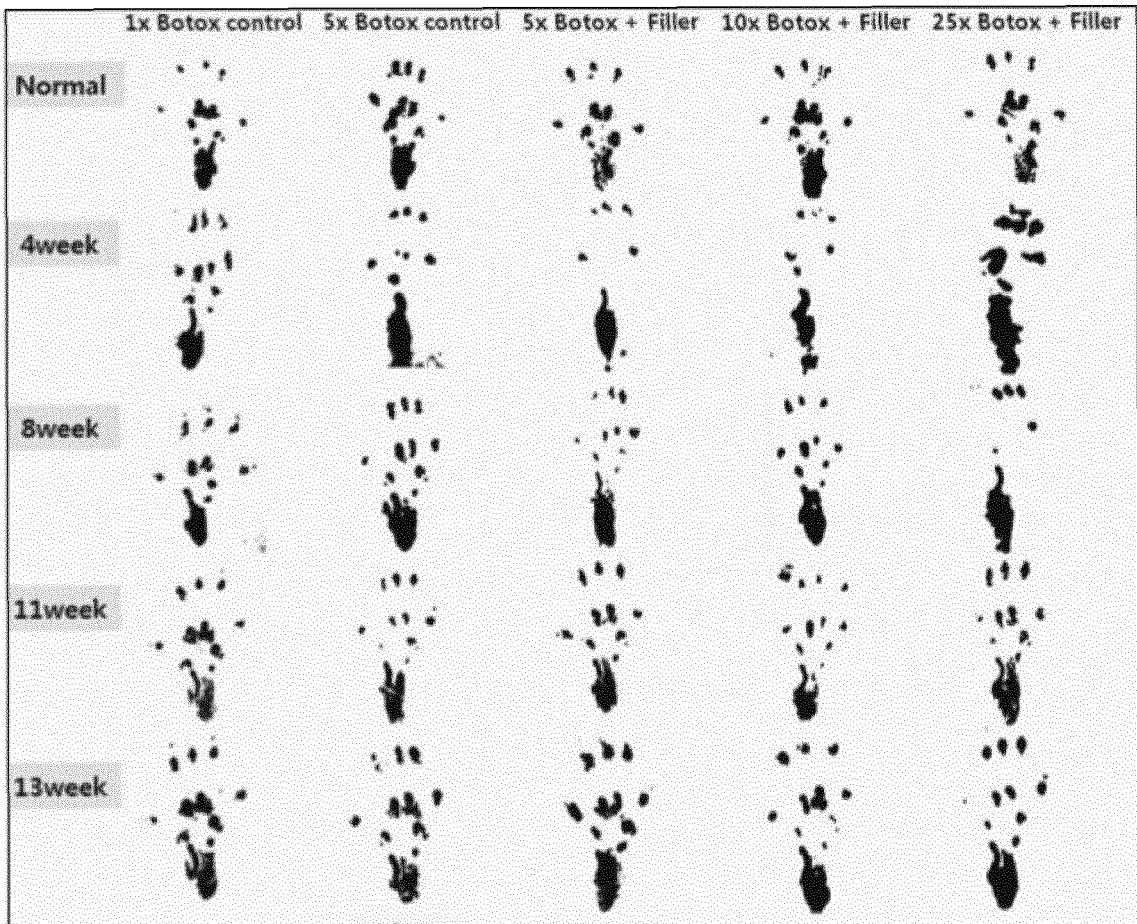 1x Botox control 5x Botox control 5x Botox + Filler 10x Botox + Filler 25x Botox + Filler
Normal
4week
8week
11week
13week